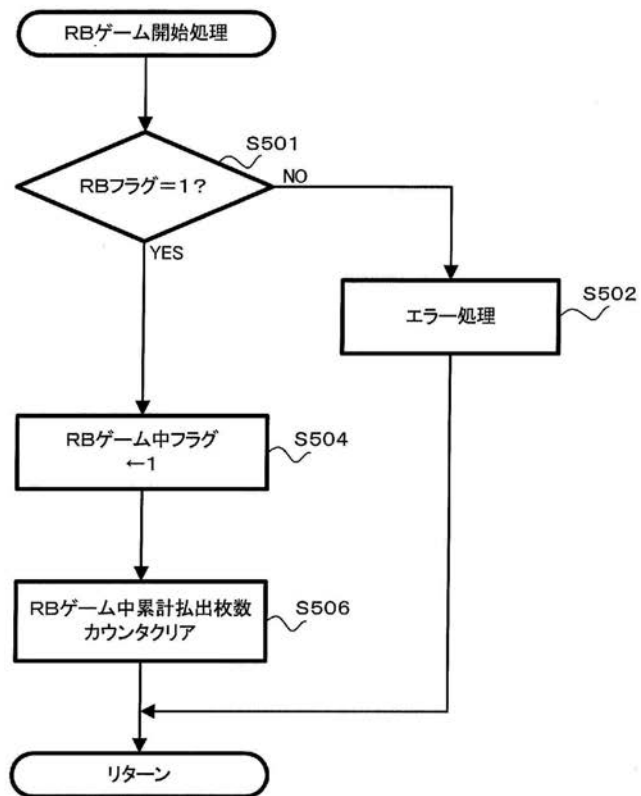 RBゲーム開始処理
S501
RBフラグ=1?
NO
YES
S502
エラー処理
RBゲーム中フラグ
←1
S504
RBゲーム中累計払出枚数
カウンタクリア
S506
リターン